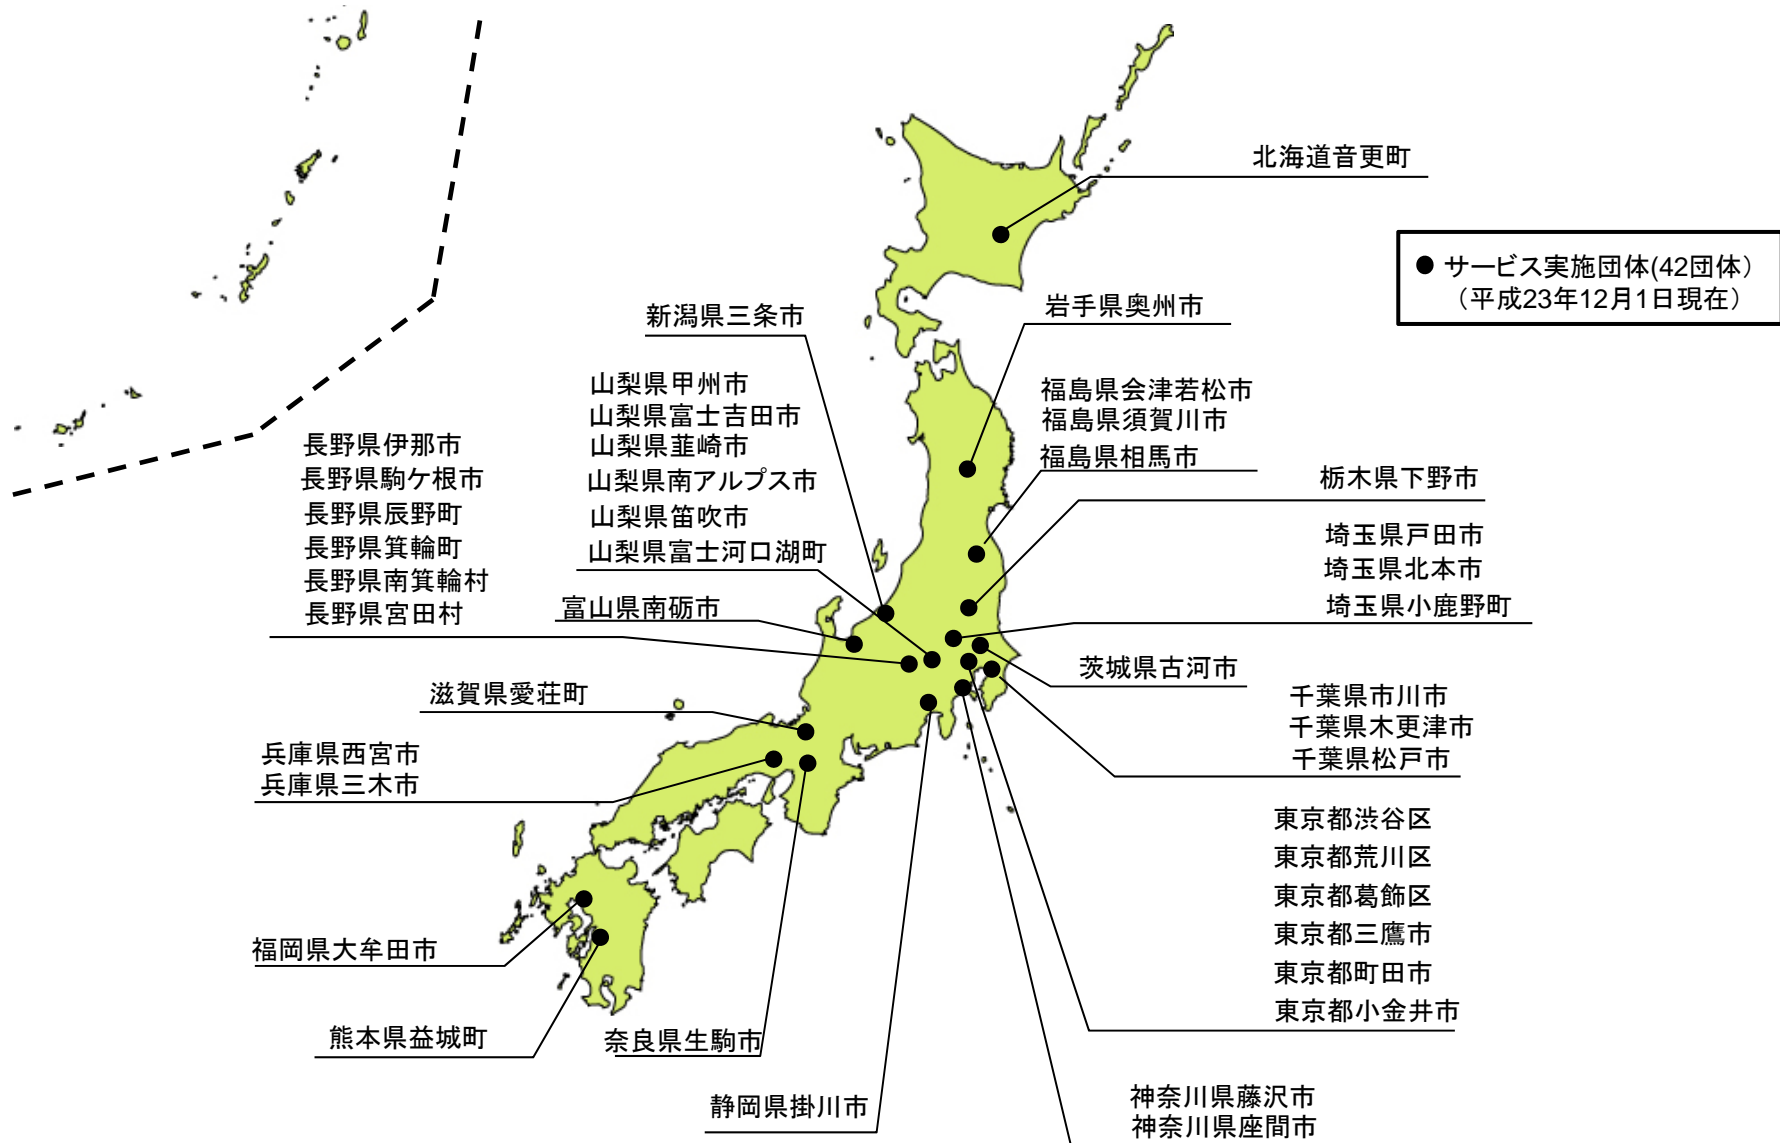 北海道音更町
● サービス実施団体(42団体）
（平成23年12月1日現在）
岩手県奥州市
新潟県三条市
山梨県甲州市
山梨県富士吉田市
山梨県韮崎市
山梨県南アルプス市
山梨県笛吹市
山梨県富士河口湖町
福島県会津若松市
福島県須賀川市
福島県相馬市
長野県伊那市
長野県駒ケ根市
長野県辰野町
長野県箕輪町
長野県南箕輪村
長野県宮田村
栃木県下野市
埼玉県戸田市
埼玉県北本市
埼玉県小鹿野町
富山県南砺市
茨城県古河市
滋賀県愛荘町
千葉県市川市
千葉県木更津市
千葉県松戸市
兵庫県西宮市
兵庫県三木市
東京都渋谷区
東京都荒川区
東京都葛飾区
東京都三鷹市
東京都町田市
東京都小金井市
福岡県大牟田市
熊本県益城町
奈良県生駒市
静岡県掛川市
神奈川県藤沢市
神奈川県座間市